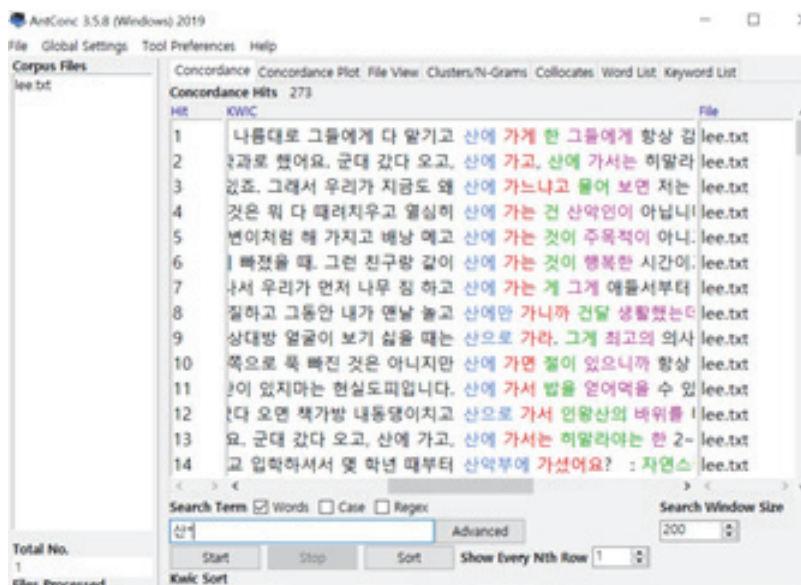 AntConc 3.5.8 (Windows) 2019
File Global Settings Tool Preferences Help
Corpus Files
lee.txt
Concordance Concordance Plot File View Clusters/N-Grams Collocates Word List Keyword List
Concordance Hits 273
Hit KWIC File
1 나름대로 그들에게 다 맡기고 산에 가게 한 그들에게 항상 감 lee.txt
2 했어요. 군대 갔다 오고, 산에 가고, 산에 가서는 히말라 lee.txt
3 그래서 우리가 지금도 왜 산에 가느냐고 물어 보면 저는 lee.txt
4 것은 뭐 다 때려치우고 열심히 산에 가는 건 산악인이 아닙니 lee.txt
5 변이처럼 해 가지고 배낭 메고 산에 가는 것이 주목적이 아니 lee.txt
6 빠졌을 때. 그런 친구랑 같이 산에 가는 것이 행복한 시간이 lee.txt
7 나서 우리가 먼저 나무 짐 하고 산에 가는 게 그게 애들서부터 lee.txt
8 질하고 그동안 내가 맨날 놀고 산에만 가니까 건달 생활했는데 lee.txt
9 상대방 얼굴이 보기 싫을 때는 산으로 가라. 그게 최고의 의사 lee.txt
10 쪽으로 푹 빠진 것은 아니지만 산에 가면 절이 있으니까 항상 lee.txt
11 이 있지마는 현실도피입니다. 산에 가서 밥을 얻어먹을 수 있 lee.txt
12 오면 책가방 내동댕이치고 산으로 가서 인왕산의 바위를 lee.txt
13 요. 군대 갔다 오고, 산에 가고, 산에 가서는 히말라야는 한 2~ lee.txt
14 교 입학하셔서 몇 학년 때부터 산악부에 가셨어요? : 자연스 lee.txt
Search Term Words Case Regex Search Window Size
산* Advanced 200
Total No.
1
Start Stop Sort Show Every Nth Row 1
Files Processed
Kwic Sort